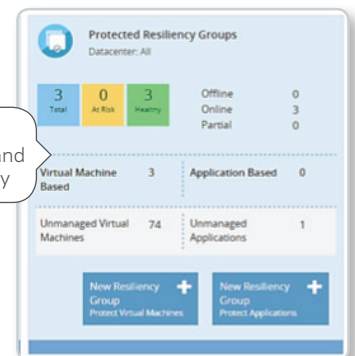 Protected Resiliency Groups
Datacenter: All
3 0 3
Total At Risk Healthy
Offline 0
Online 3
Partial 0
and
y
Virtual Machine Based 3
Application Based 0
Unmanaged Virtual Machines 74
Unmanaged Applications 1
New Resiliency Group
Protect Virtual Machines
New Resiliency Group
Protect Applications